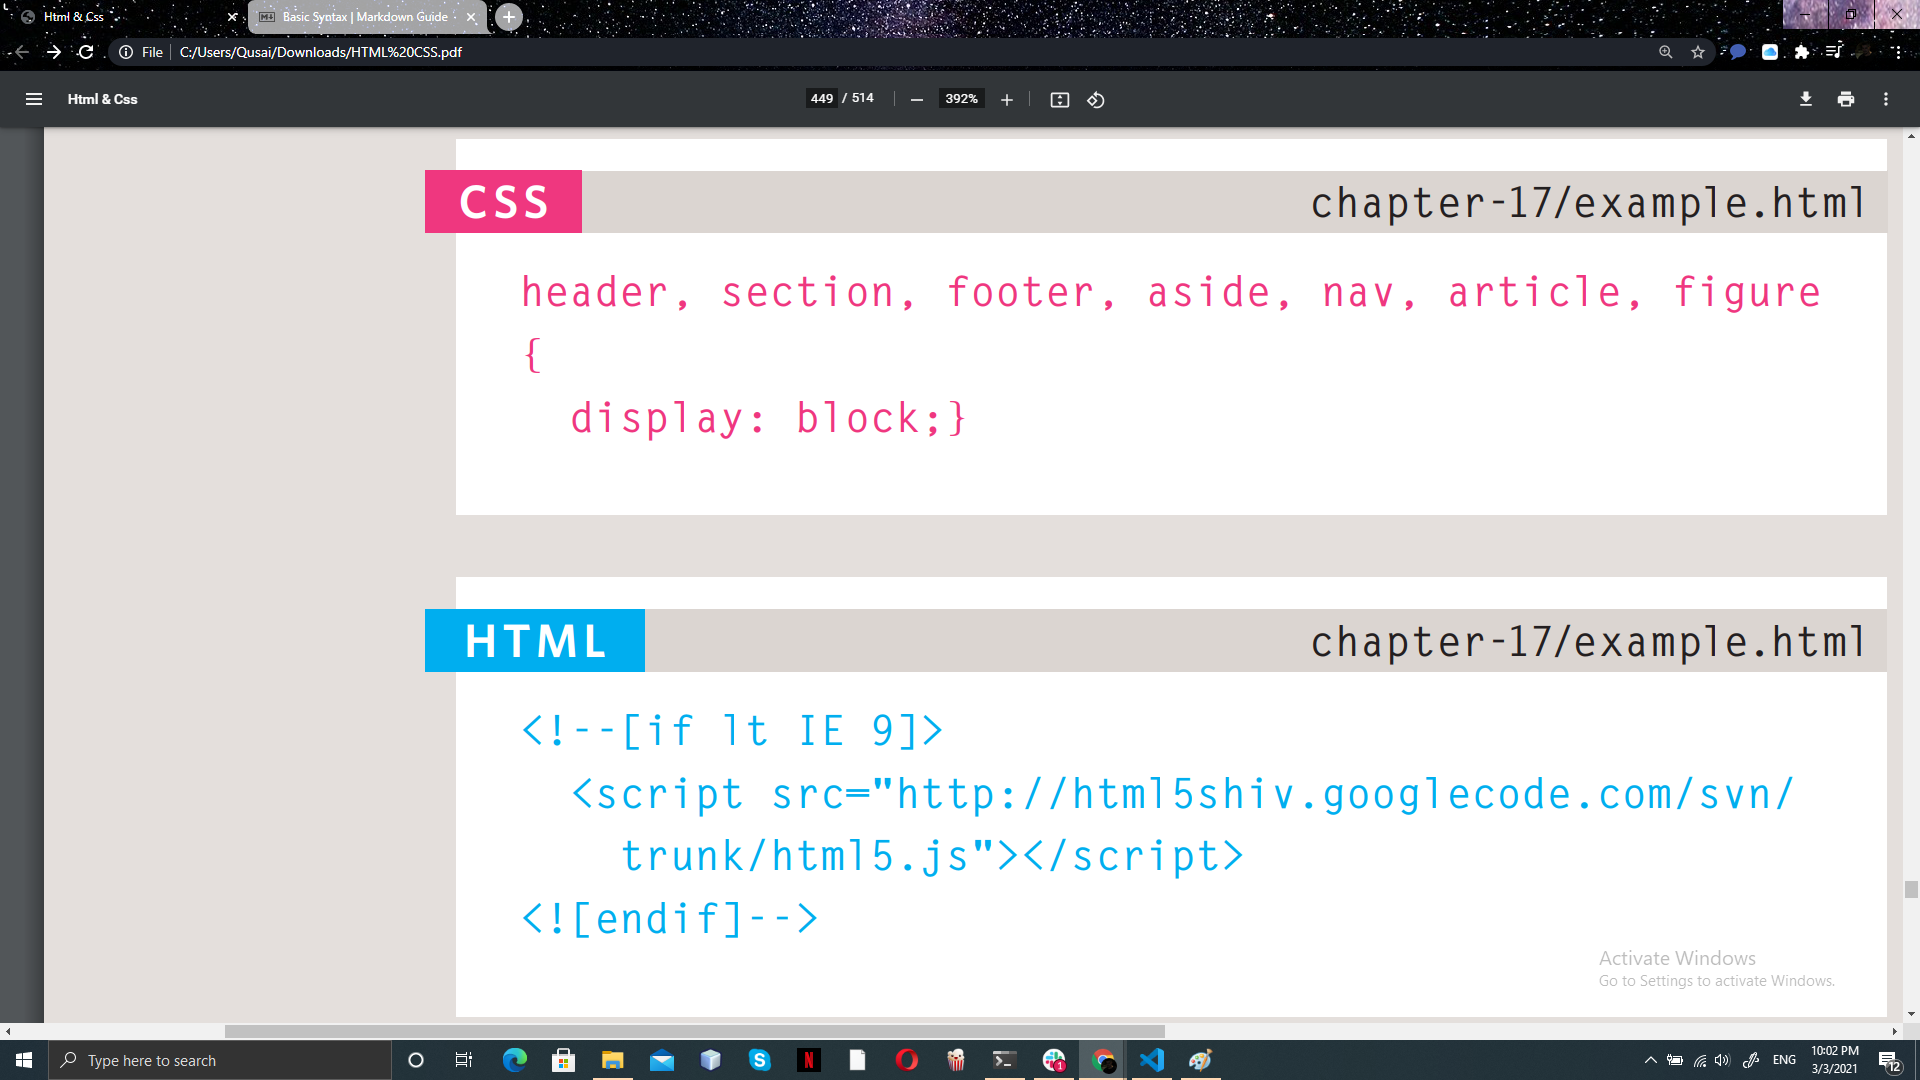 Html & Css
Basic Syntax | Markdown Guide
File
C:/Users/Qusai/Downloads/HTML%20CSS.pdf
Html & Css
449 / 514
392%
CSS
chapter-17/example.html
header, section, footer, aside, nav, article, figure
{
display: block;}
HTML
chapter-17/example.html
<!--[if lt IE 9]>
<script src="http://html5shiv.googlecode.com/svn/
trunk/html5.js"></script>
<![endif]-->
Activate Windows
Go to Settings to activate Windows.
Type here to search
N
S
1
ENG
10:02 PM
3/3/2021
12